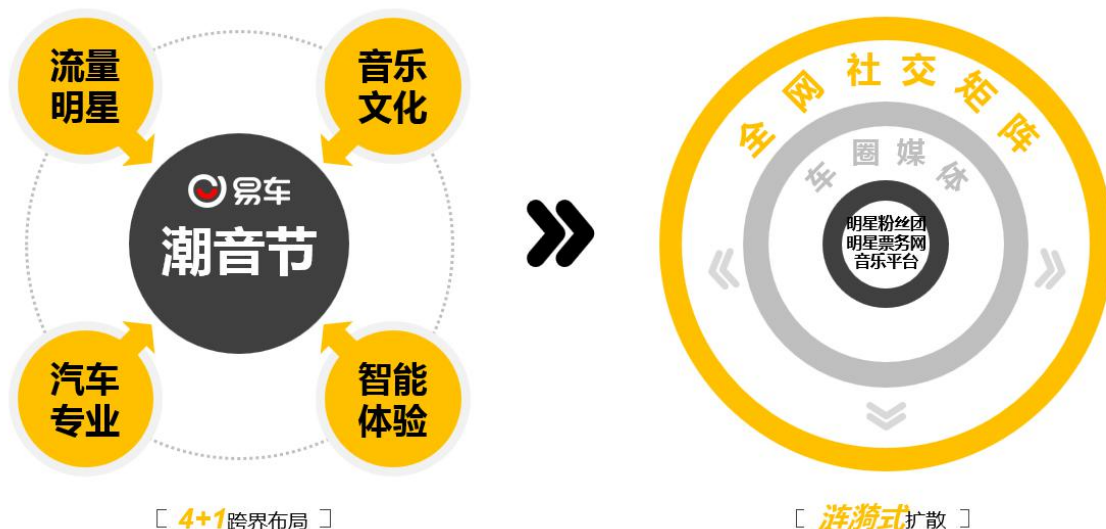 流量
明星
音乐
文化
易车
潮音节
汽车
专业
智能
体验
[ 4+1跨界布局 ]
全网社交矩阵
车圈媒体
明星粉丝团
明星票务网
音乐平台
[ 涟漪式扩散 ]